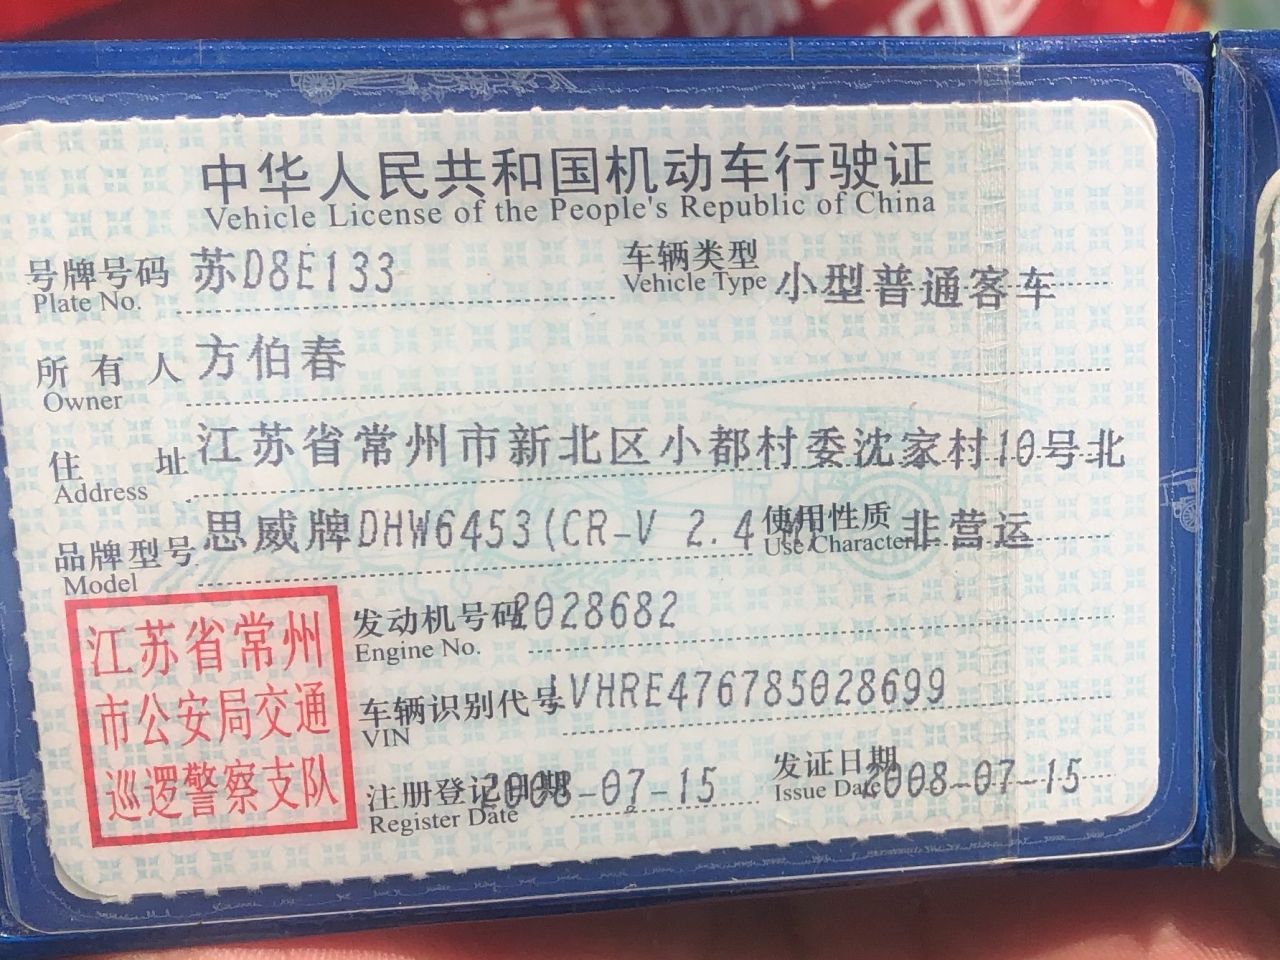 中华人民共和国机动车行驶证
Vehicle License of the People's Republic of China
号牌号码 苏D8E133 车辆类型 小型普通客车
Plate No. Vehicle Type
所有人 方伯春
Owner
住址 江苏省常州市新北区小都村委沈家村10号北
Address
品牌型号 思威牌DHW6453(CR-V 2.4 使用性质 非营运
Model Use Character
江苏省常州
市公安局交通
巡逻警察支队
发动机号码 2028682
Engine No.
车辆识别代号 LVHRE476785028699
VIN
注册登记日期 2008-07-15 发证日期 2008-07-15
Register Date Issue Date